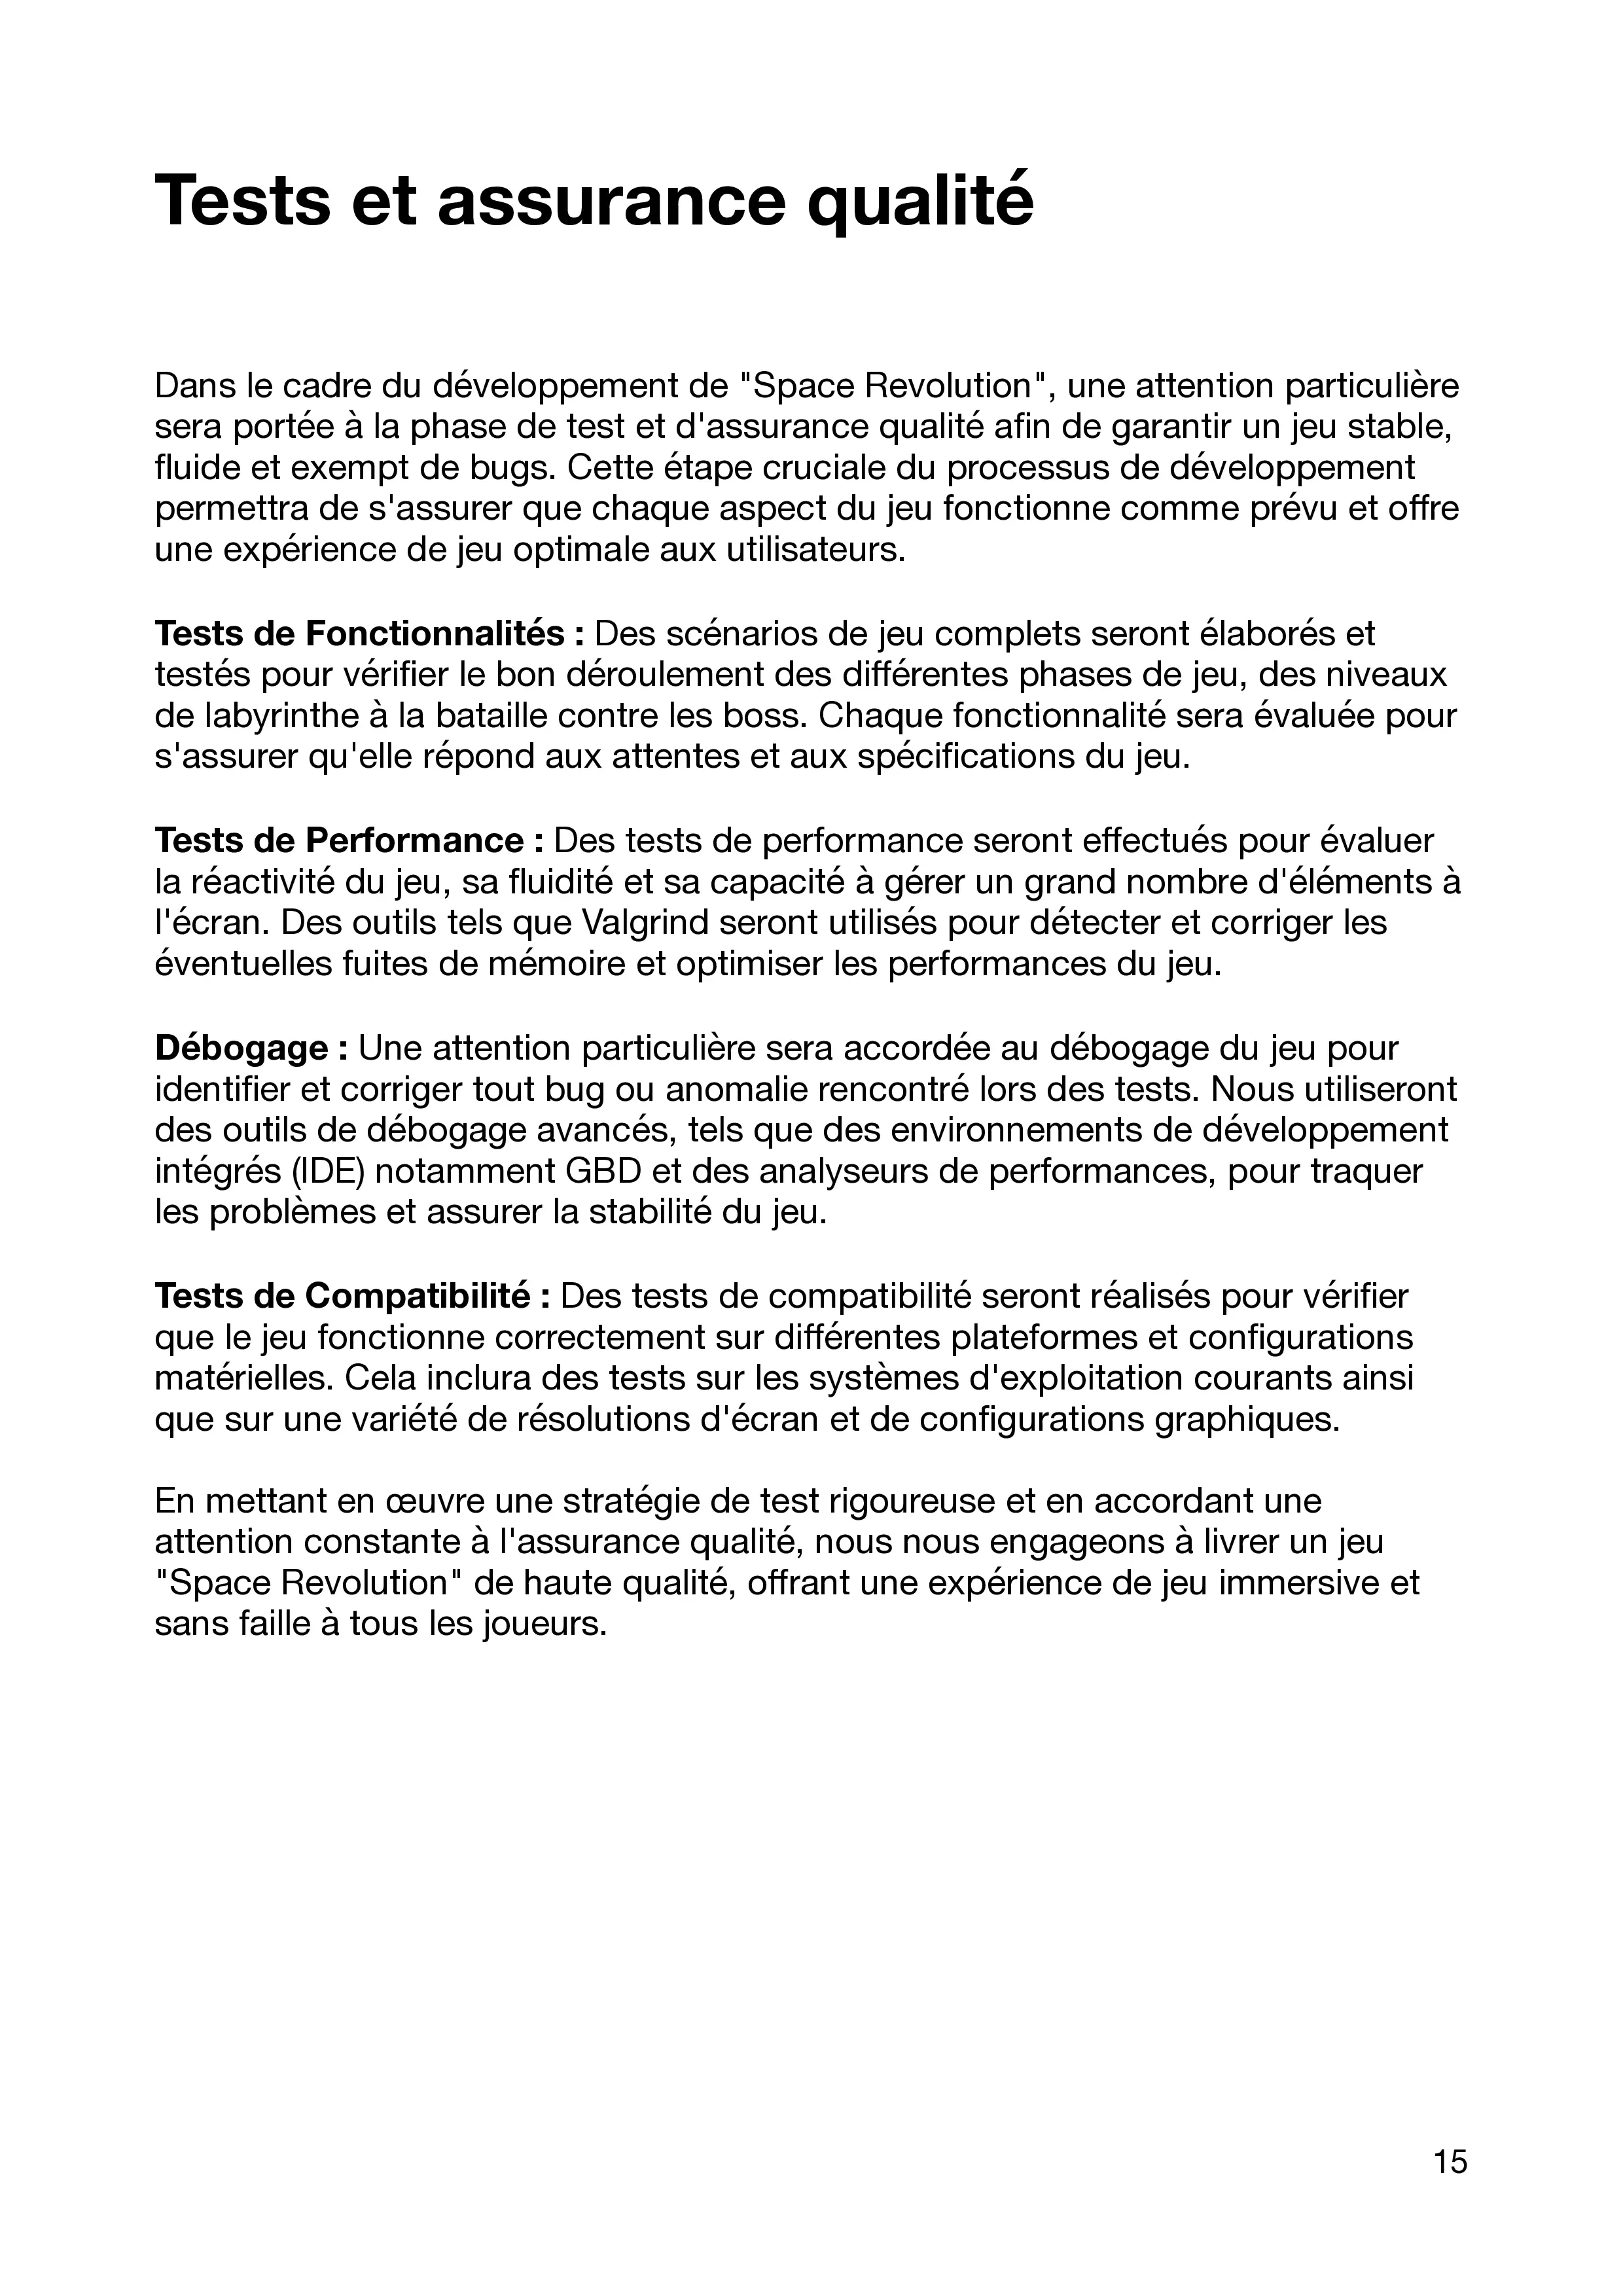 Tests et assurance qualité
Dans le cadre du développement de "Space Revolution", une attention particulière
sera portée à la phase de test et d'assurance qualité afin de garantir un jeu stable,
fluide et exempt de bugs. Cette étape cruciale du processus de développement
permettra de s'assurer que chaque aspect du jeu fonctionne comme prévu et offre
une expérience de jeu optimale aux utilisateurs.
Tests de Fonctionnalités : Des scénarios de jeu complets seront élaborés et
testés pour vérifier le bon déroulement des différentes phases de jeu, des niveaux
de labyrinthe à la bataille contre les boss. Chaque fonctionnalité sera évaluée pour
s'assurer qu'elle répond aux attentes et aux spécifications du jeu.
Tests de Performance : Des tests de performance seront effectués pour évaluer
la réactivité du jeu, sa fluidité et sa capacité à gérer un grand nombre d'éléments à
l'écran. Des outils tels que Valgrind seront utilisés pour détecter et corriger les
éventuelles fuites de mémoire et optimiser les performances du jeu.
Débogage : Une attention particulière sera accordée au débogage du jeu pour
identifier et corriger tout bug ou anomalie rencontré lors des tests. Nous utiliseront
des outils de débogage avancés, tels que des environnements de développement
intégrés (IDE) notamment GBD et des analyseurs de performances, pour traquer
les problèmes et assurer la stabilité du jeu.
Tests de Compatibilité : Des tests de compatibilité seront réalisés pour vérifier
que le jeu fonctionne correctement sur différentes plateformes et configurations
matérielles. Cela inclura des tests sur les systèmes d'exploitation courants ainsi
que sur une variété de résolutions d'écran et de configurations graphiques.
En mettant en œuvre une stratégie de test rigoureuse et en accordant une
attention constante à l'assurance qualité, nous nous engageons à livrer un jeu
"Space Revolution" de haute qualité, offrant une expérience de jeu immersive et
sans faille à tous les joueurs.
15